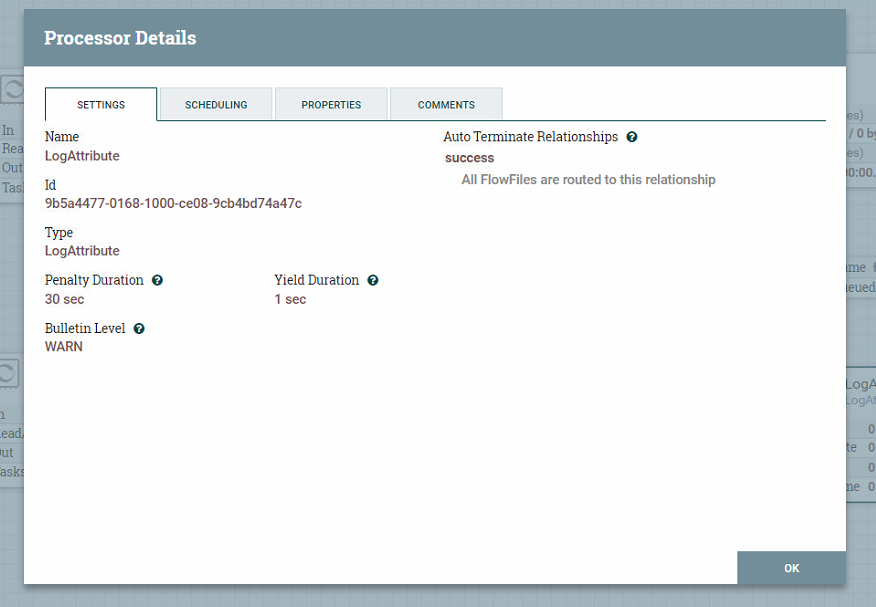 Processor Details
SETTINGS
SCHEDULING
PROPERTIES
COMMENTS
Name
LogAttribute
Id
9b5a4477-0168-1000-ce08-9cb4bd74a47c
Type
LogAttribute
Penalty Duration
30 sec
Yield Duration
1 sec
Bulletin Level
WARN
Auto Terminate Relationships
success
All FlowFiles are routed to this relationship
OK
In
Out